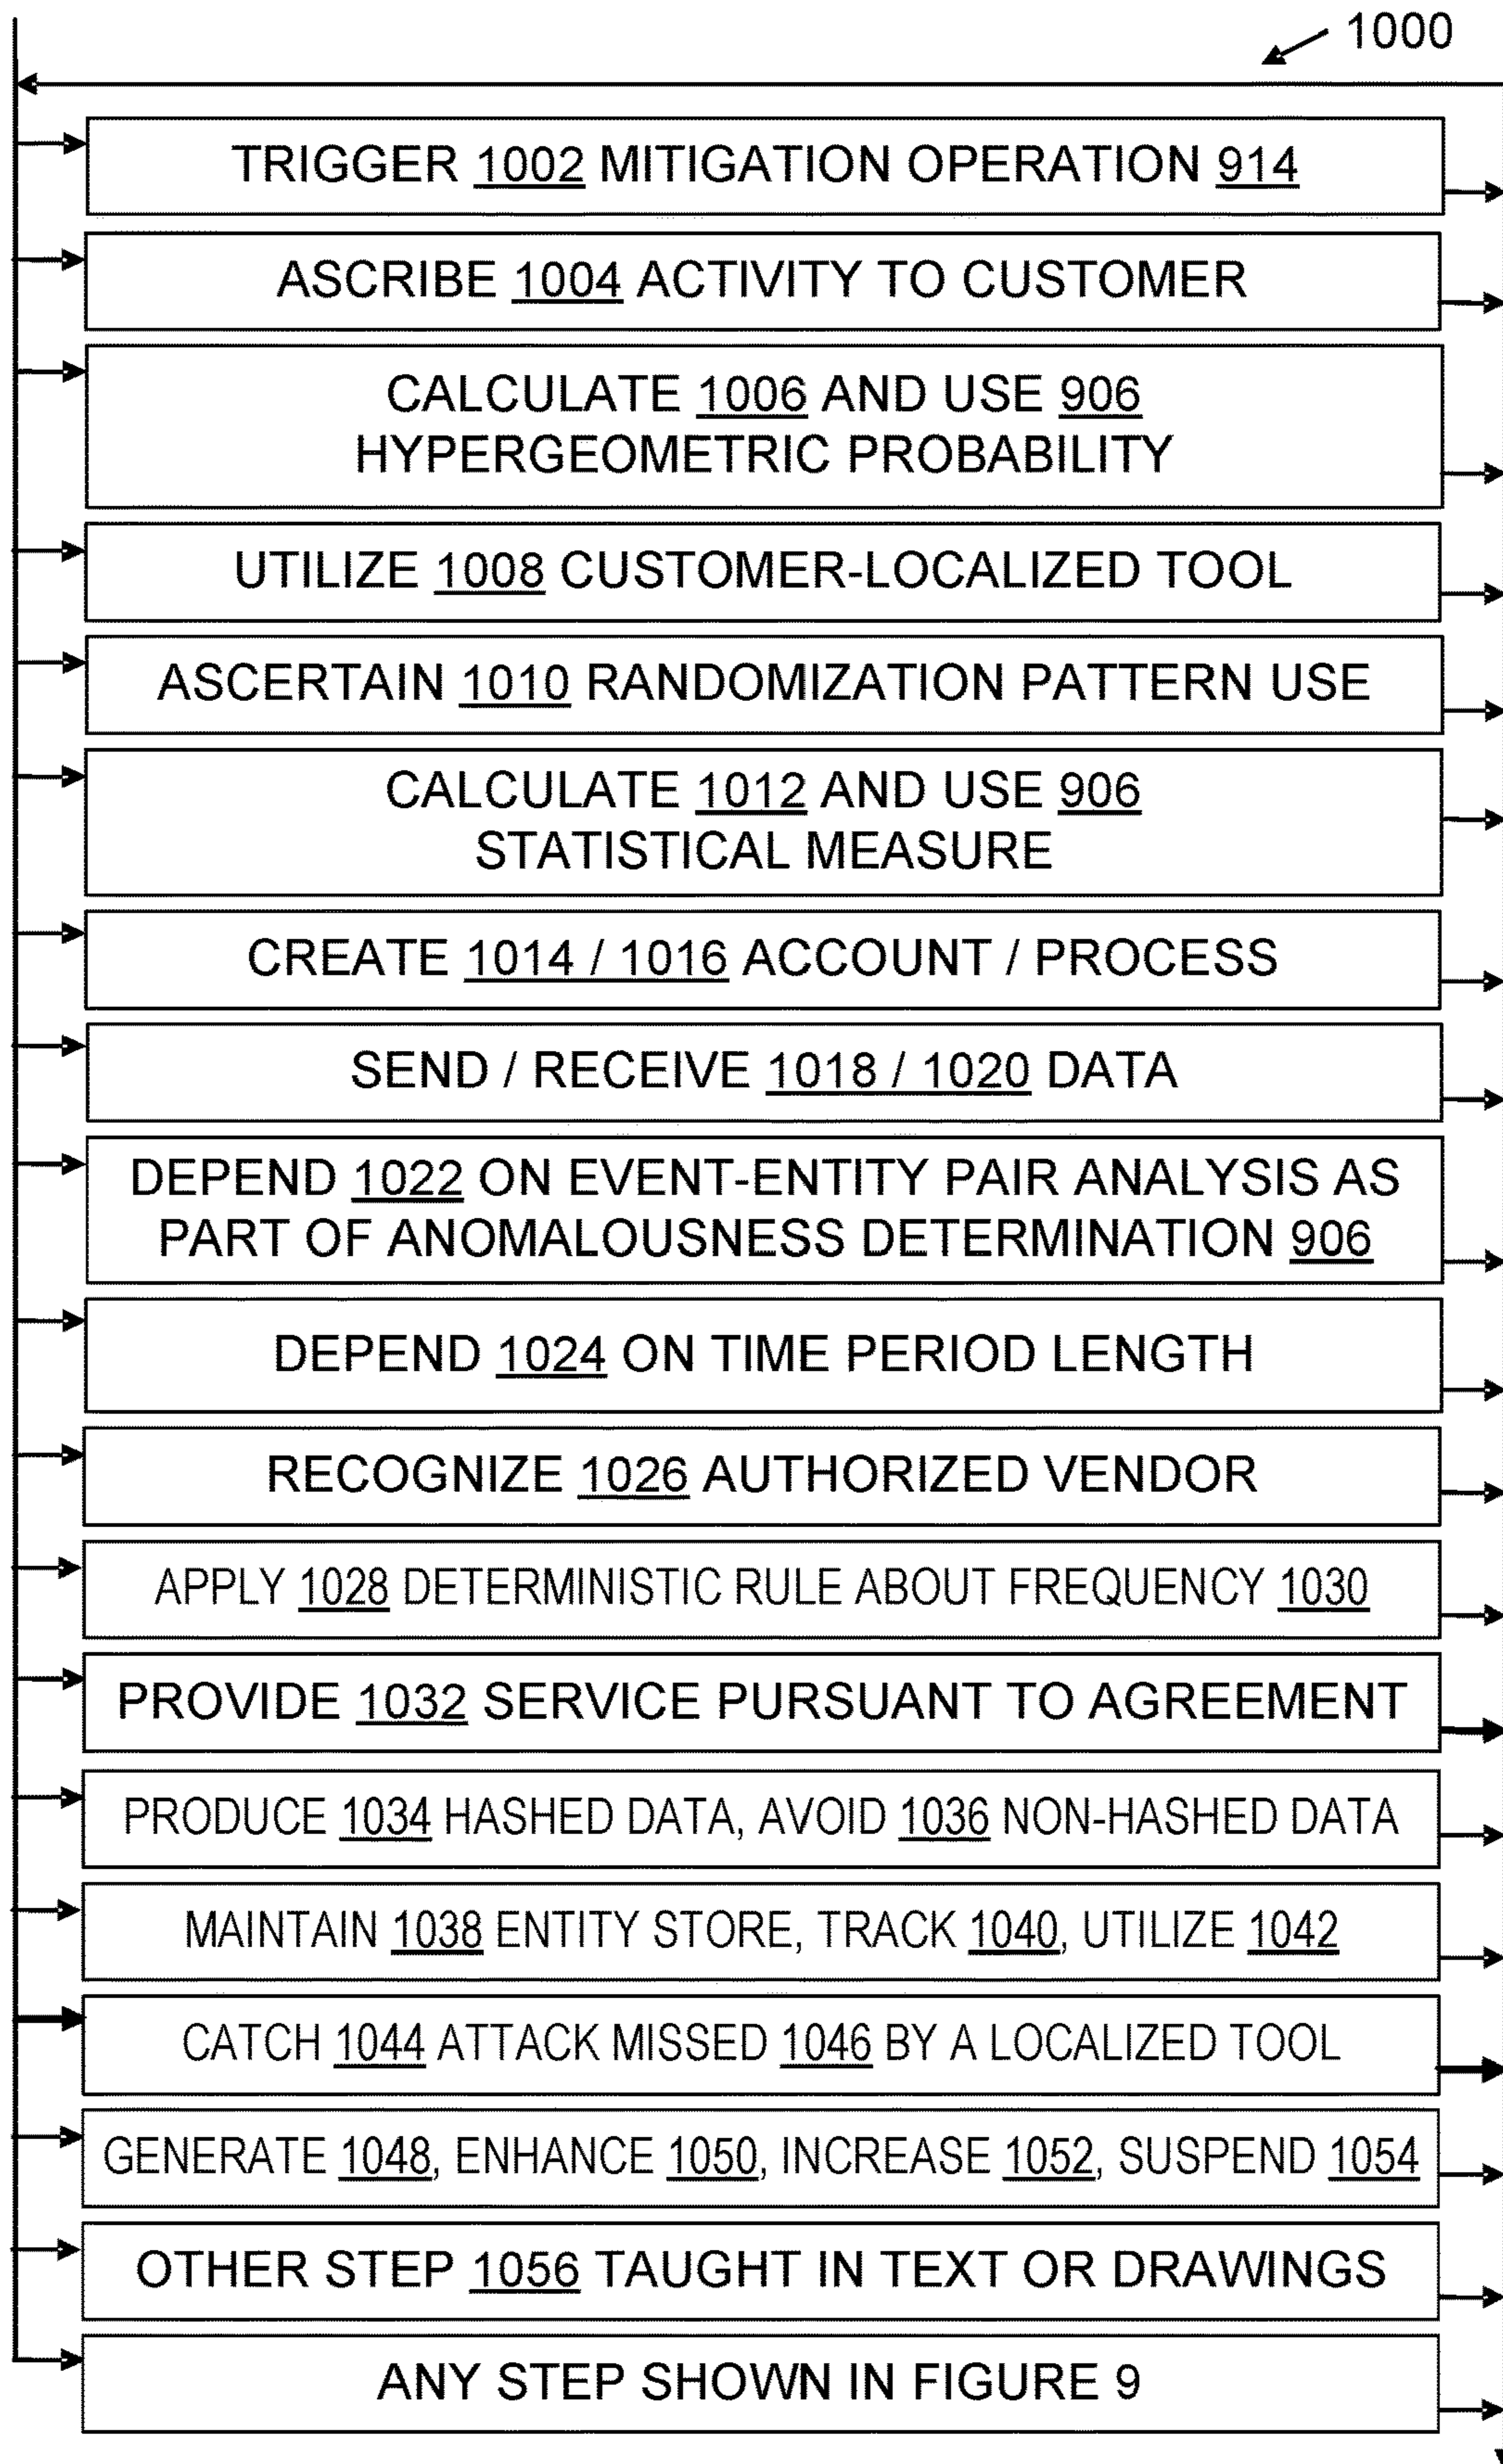 1000
TRIGGER 1002 MITIGATION OPERATION 914
ASCRIBE 1004 ACTIVITY TO CUSTOMER
CALCULATE 1006 AND USE 906
HYPERGEOMETRIC PROBABILITY
UTILIZE 1008 CUSTOMER-LOCALIZED TOOL
ASCERTAIN 1010 RANDOMIZATION PATTERN USE
CALCULATE 1012 AND USE 906
STATISTICAL MEASURE
CREATE 1014 / 1016 ACCOUNT / PROCESS
SEND / RECEIVE 1018 / 1020 DATA
DEPEND 1022 ON EVENT-ENTITY PAIR ANALYSIS AS
PART OF ANOMALOUSNESS DETERMINATION 906
DEPEND 1024 ON TIME PERIOD LENGTH
RECOGNIZE 1026 AUTHORIZED VENDOR
APPLY 1028 DETERMINISTIC RULE ABOUT FREQUENCY 1030
PROVIDE 1032 SERVICE PURSUANT TO AGREEMENT
PRODUCE 1034 HASHED DATA, AVOID 1036 NON-HASHED DATA
MAINTAIN 1038 ENTITY STORE, TRACK 1040, UTILIZE 1042
CATCH 1044 ATTACK MISSED 1046 BY A LOCALIZED TOOL
GENERATE 1048, ENHANCE 1050, INCREASE 1052, SUSPEND 1054
OTHER STEP 1056 TAUGHT IN TEXT OR DRAWINGS
ANY STEP SHOWN IN FIGURE 9